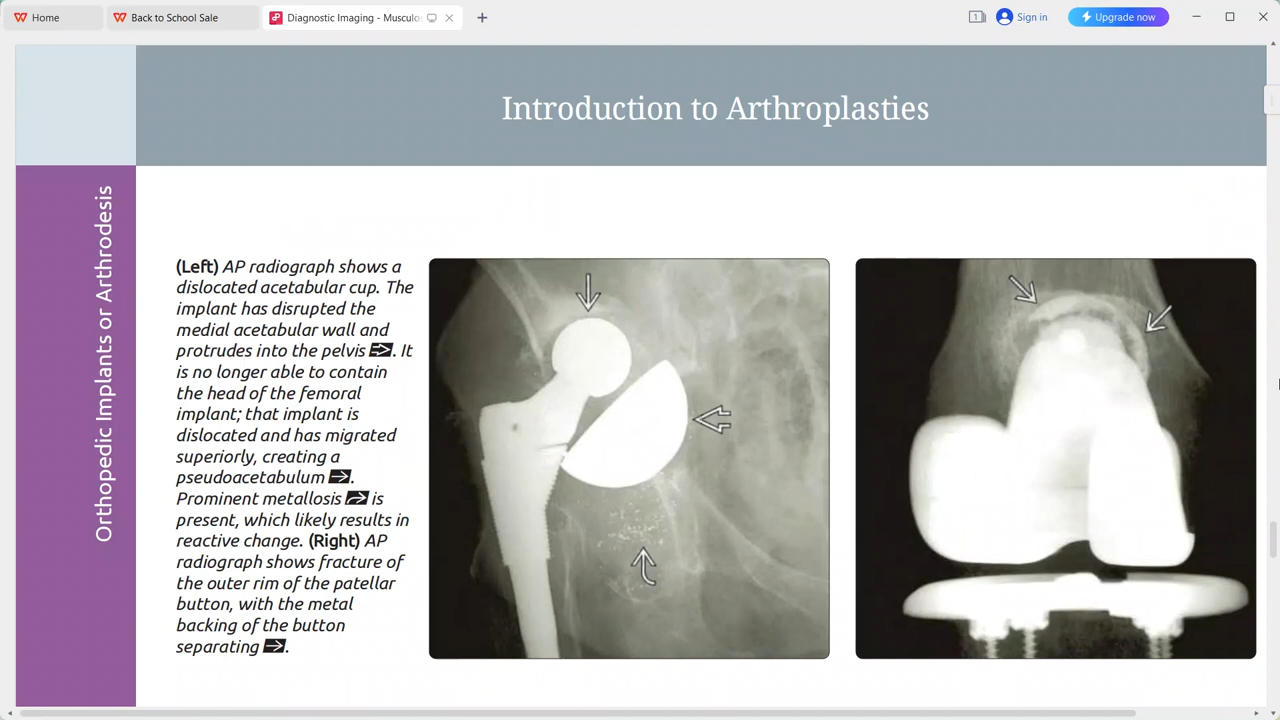 Home
Back to School Sale
Diagnostic Imaging - Musculo
1
Sign in
Upgrade now
Introduction to Arthroplasties
Orthopedic Implants or Arthrodesis
(Left) AP radiograph shows a
dislocated acetabular cup. The
implant has disrupted the
medial acetabular wall and
protrudes into the pelvis ⇨. It
is no longer able to contain
the head of the femoral
implant; that implant is
dislocated and has migrated
superiorly, creating a
pseudoacetabulum →.
Prominent metallosis ↪ is
present, which likely results in
reactive change. (Right) AP
radiograph shows fracture of
the outer rim of the patellar
button, with the metal
backing of the button
separating →.